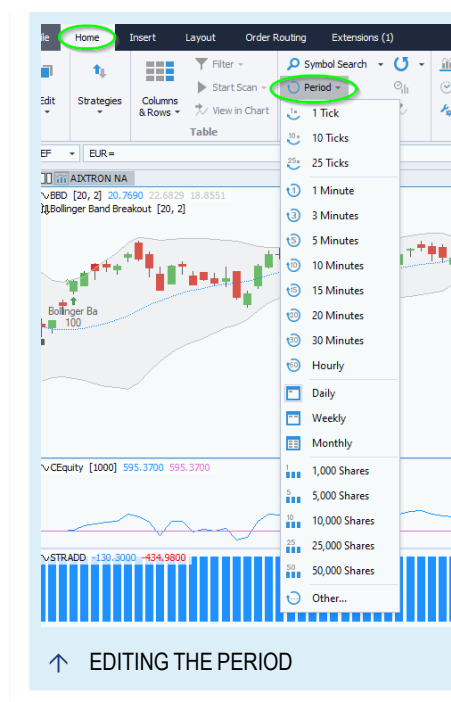 le Home Insert Layout Order Routing Extensions (1)
Filter Symbol Search
Edit Strategies Columns & Rows Start Scan Period
View in Chart
Table
EF EUR=
AIXTRON NA
BBD [20, 2] 20.7690 22.6829 18.8551
Bollinger Band Breakout [20, 2]
Bollinger Ba
100
1 Tick
10 Ticks
25 Ticks
1 Minute
3 Minutes
5 Minutes
10 Minutes
15 Minutes
20 Minutes
30 Minutes
Hourly
Daily
Weekly
Monthly
1,000 Shares
5,000 Shares
10,000 Shares
25,000 Shares
50,000 Shares
Other...
CEquity [1000] 595.3700 595.3700
STRADD -130.3000 -434.9800
↑ EDITING THE PERIOD